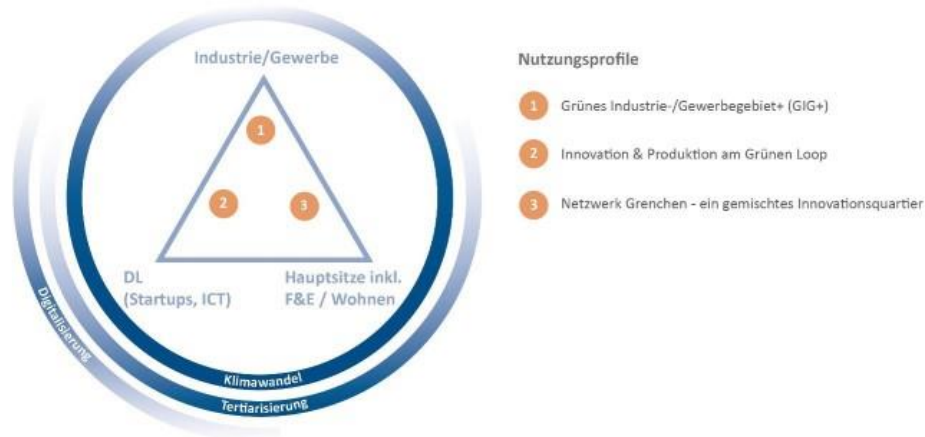 Industrie/Gewerbe
1
2
3
DL
(Startups, ICT)
Hauptsitze inkl.
F&E / Wohnen
Digitalisierung
Klimawandel
Tertiarisierung
Nutzungsprofile
1 Grünes Industrie-/Gewerbegebiet+ (GIG+)
2 Innovation & Produktion am Grünen Loop
3 Netzwerk Grenchen - ein gemischtes Innovationsquartier